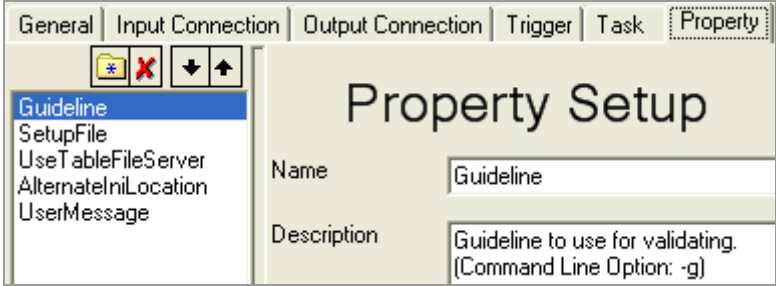 General Input Connection Output Connection Trigger Task Property
Guideline
SetupFile
UseTableFileServer
AlternateIniLocation
UserMessage
Property Setup
Name
Guideline
Description
Guideline to use for validating.
(Command Line Option: -g)